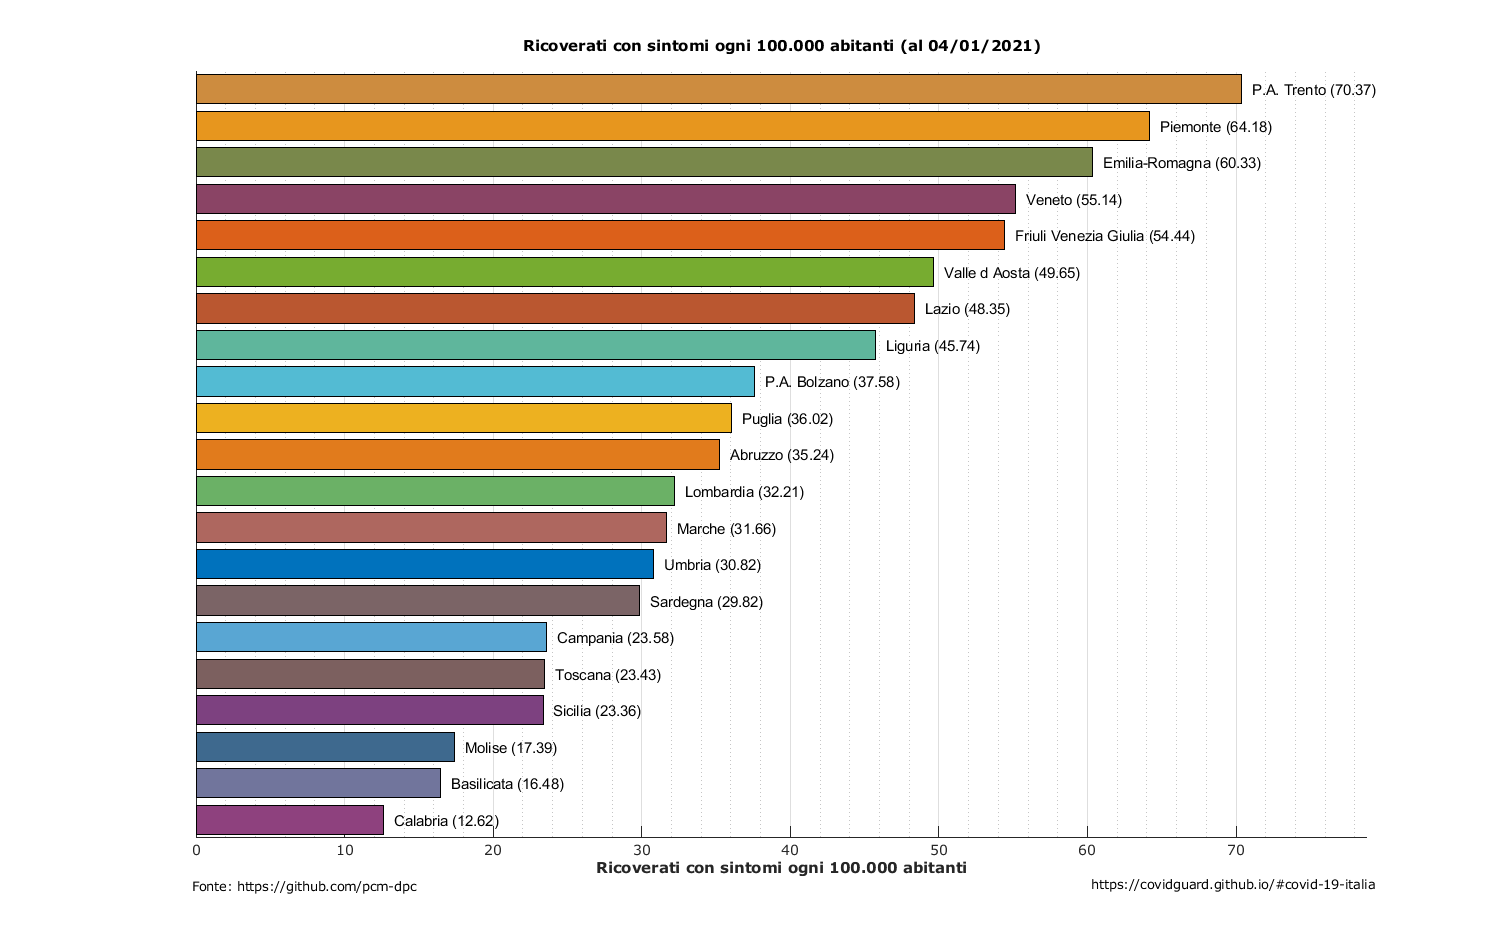 Ricoverati con sintomi ogni 100.000 abitanti (al 04/01/2021)
P.A. Trento (70.37)
Piemonte (64.18)
Emilia-Romagna (60.33)
Veneto (55.14)
Friuli Venezia Giulia (54.44)
Valle d Aosta (49.65)
Lazio (48.35)
Liguria (45.74)
P.A. Bolzano (37.58)
Puglia (36.02)
Abruzzo (35.24)
Lombardia (32.21)
Marche (31.66)
Umbria (30.82)
Sardegna (29.82)
Campania (23.58)
Toscana (23.43)
Sicilia (23.36)
Molise (17.39)
Basilicata (16.48)
Calabria (12.62)
0 10 20 30 40 50 60 70
Ricoverati con sintomi ogni 100.000 abitanti
Fonte: https://github.com/pcm-dpc
https://covidguard.github.io/#covid-19-italia